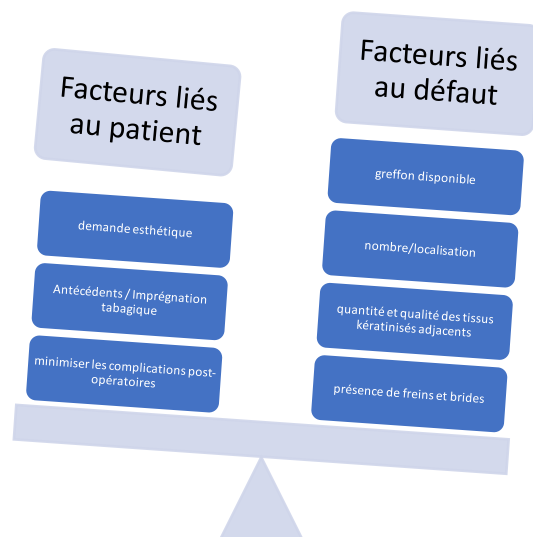 Facteurs liés
au patient
demande esthétique
Antécédents / Imprégnation
tabagique
minimiser les complications post-
opératoires
Facteurs liés
au défaut
greffon disponible
nombre/localisation
quantité et qualité des tissus
kératinisés adjacents
présence de freins et brides